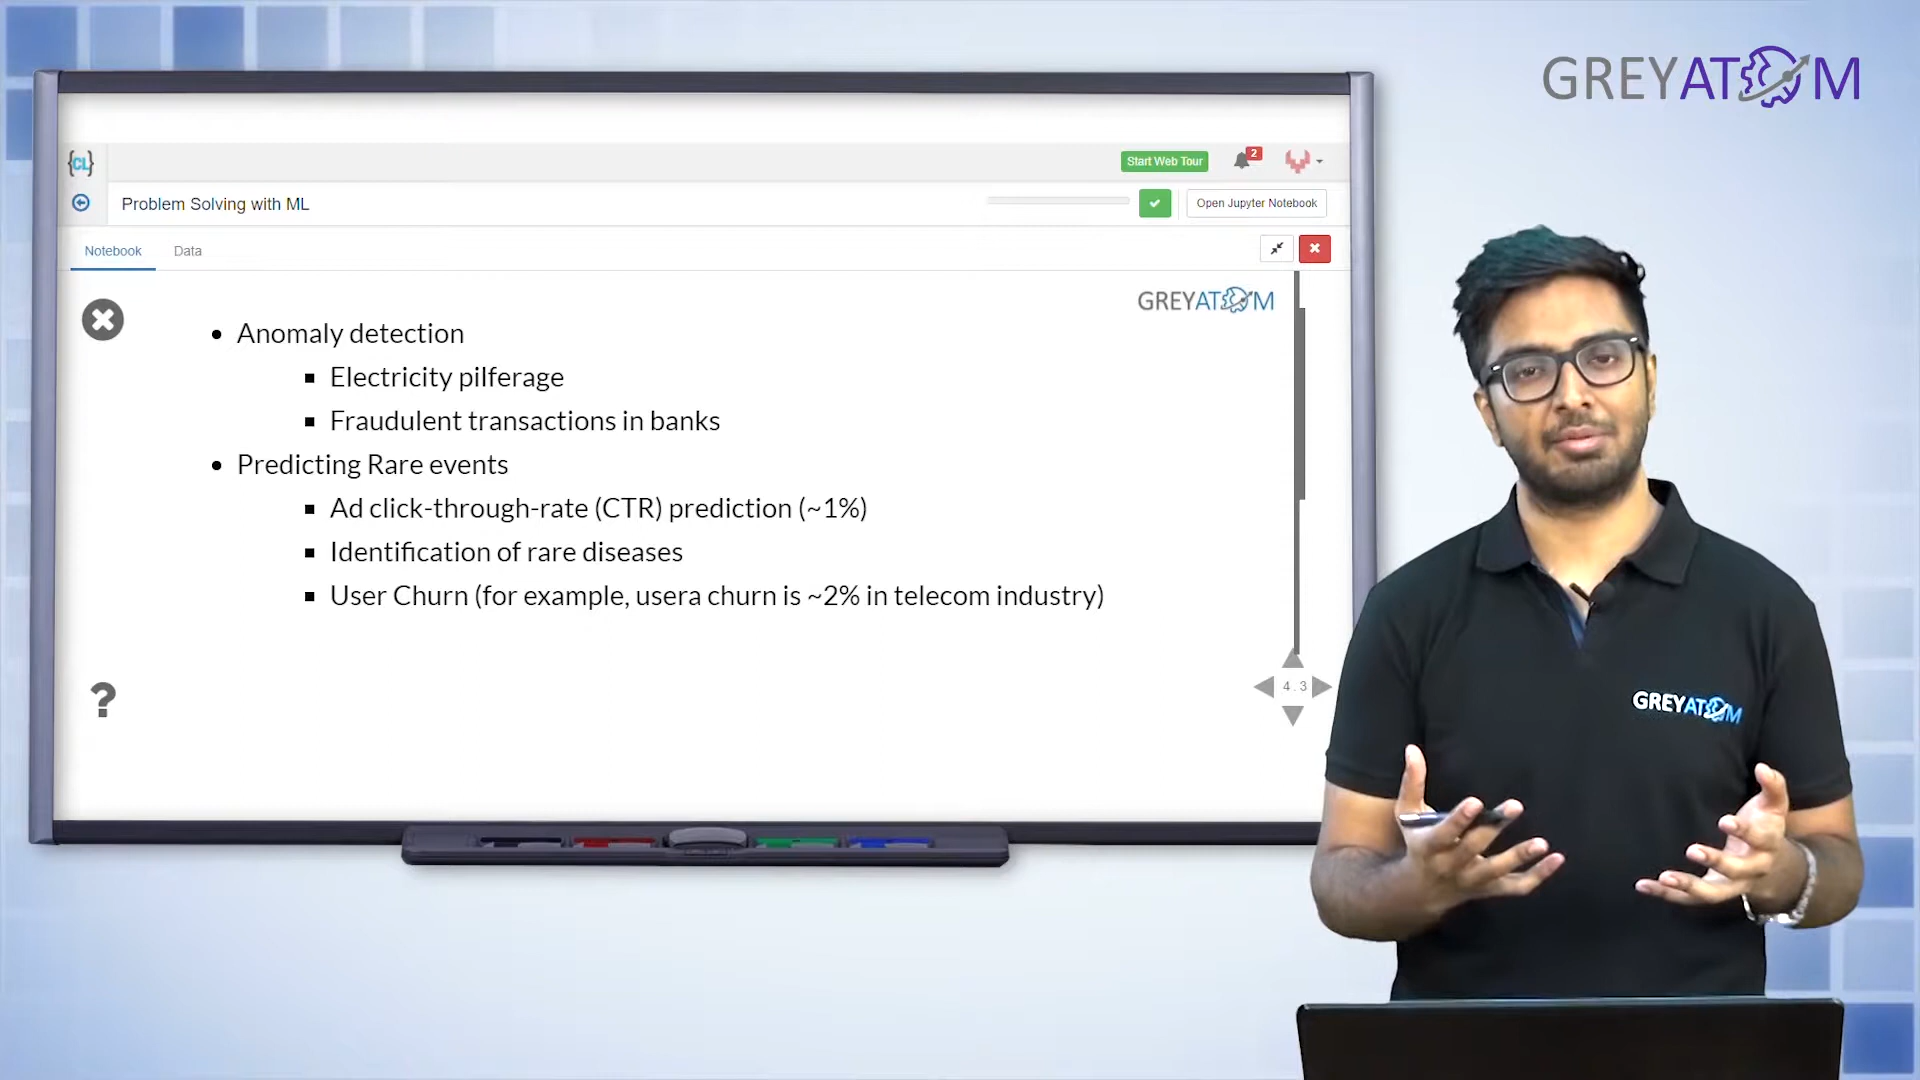 GREYATOM
{CL}
Start Web Tour
2
Problem Solving with ML
Open Jupyter Notebook
Notebook
Data
GREYATOM
Anomaly detection
Electricity pilferage
Fraudulent transactions in banks
Predicting Rare events
Ad click-through-rate (CTR) prediction (~1%)
Identification of rare diseases
User Churn (for example, usera churn is ~2% in telecom industry)
?
4.3
GREYATOM